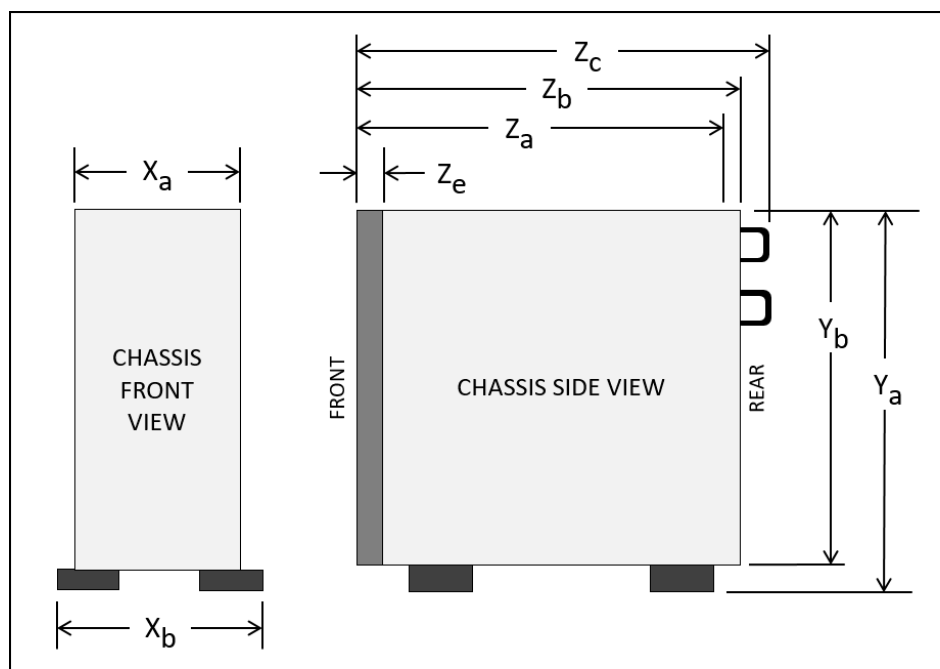 Zc
Zb
Za
Xa
Ze
CHASSIS
FRONT
VIEW
FRONT
CHASSIS SIDE VIEW
REAR
Yb
Ya
Xb